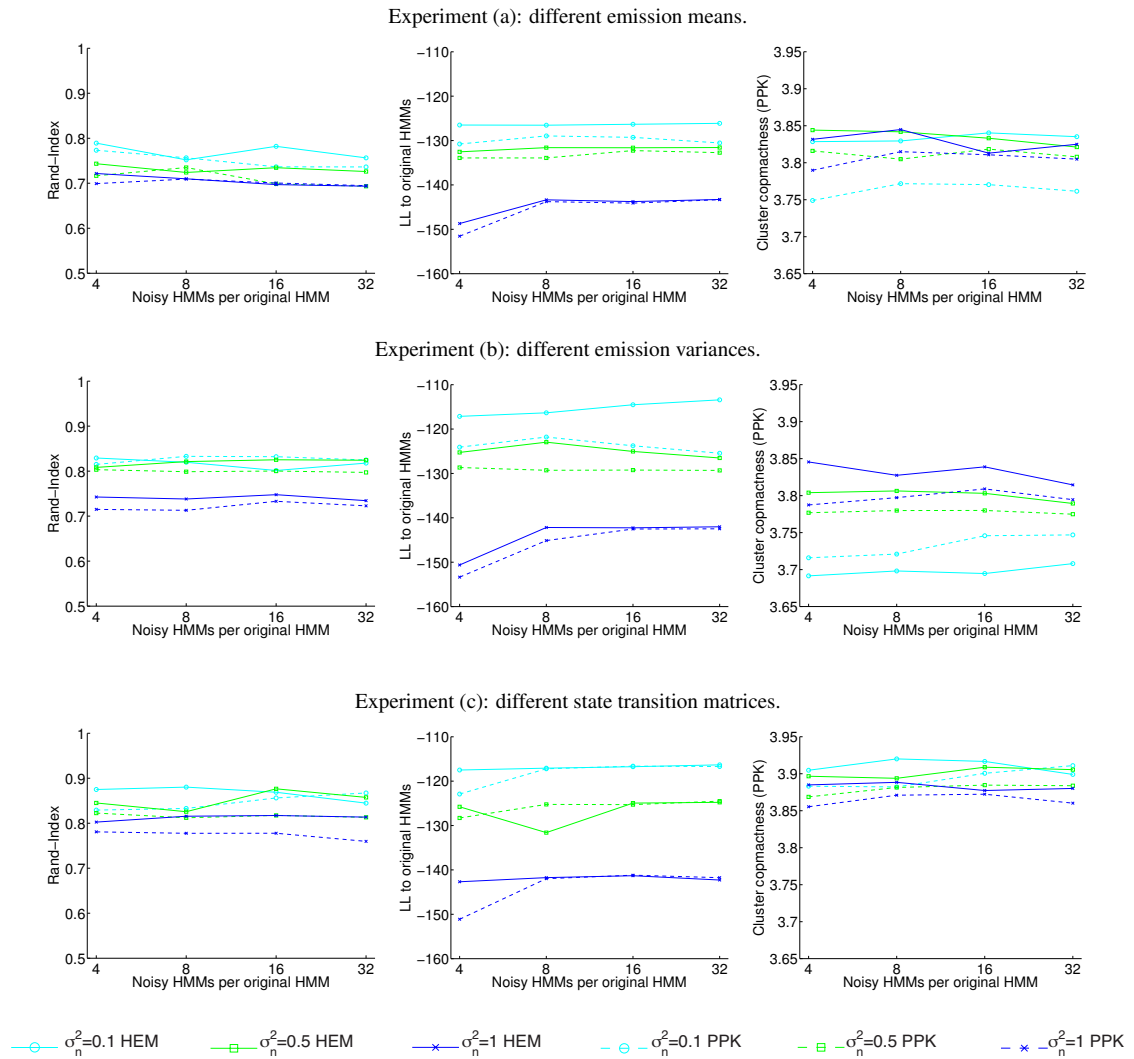 Experiment (a): different emission means.
1
0.9
0.8
0.7
0.6
0.5
Rand−Index
4 8 16 32
Noisy HMMs per original HMM
−110
−120
−130
−140
−150
−160
LL to original HMMs
4 8 16 32
Noisy HMMs per original HMM
3.95
3.9
3.85
3.8
3.75
3.7
3.65
Cluster copmactness (PPK)
4 8 16 32
Noisy HMMs per original HMM
Experiment (b): different emission variances.
1
0.9
0.8
0.7
0.6
0.5
Rand−Index
4 8 16 32
Noisy HMMs per original HMM
−110
−120
−130
−140
−150
−160
LL to original HMMs
4 8 16 32
Noisy HMMs per original HMM
3.95
3.9
3.85
3.8
3.75
3.7
3.65
Cluster copmactness (PPK)
4 8 16 32
Noisy HMMs per original HMM
Experiment (c): different state transition matrices.
1
0.9
0.8
0.7
0.6
0.5
Rand−Index
4 8 16 32
Noisy HMMs per original HMM
−110
−120
−130
−140
−150
−160
LL to original HMMs
4 8 16 32
Noisy HMMs per original HMM
3.95
3.9
3.85
3.8
3.75
3.7
3.65
Cluster copmactness (PPK)
4 8 16 32
Noisy HMMs per original HMM
σ²ₙ=0.1 HEM σ²ₙ=0.5 HEM σ²ₙ=1 HEM σ²ₙ=0.1 PPK σ²ₙ=0.5 PPK σ²ₙ=1 PPK